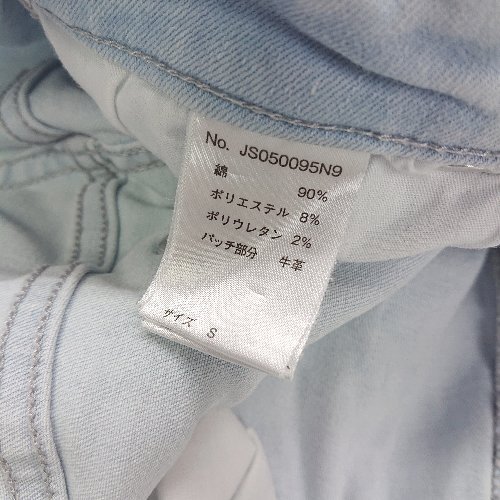 No. JS050095N9
綿 90%
ポリエステル 8%
ポリウレタン 2%
パッチ部分 牛革
サイズ S